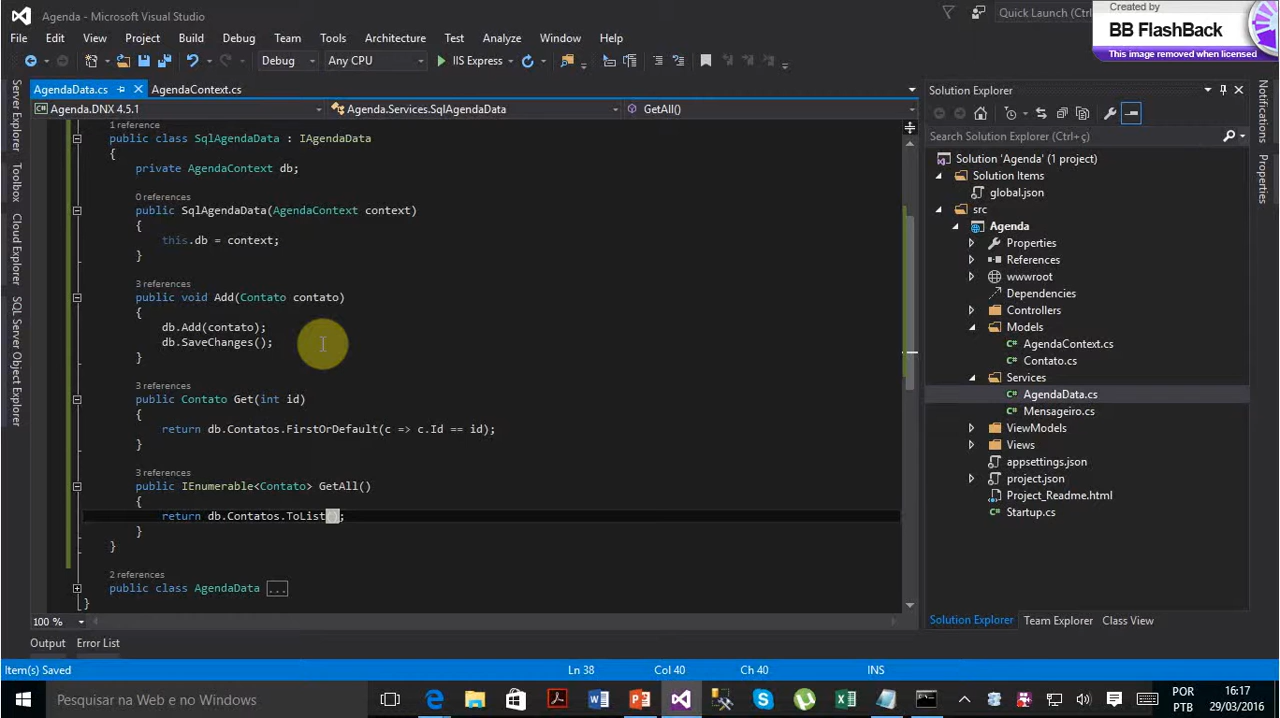 Agenda - Microsoft Visual Studio
Quick Launch (Ctrl
Created by
BB FlashBack
This image removed when licensed
File Edit View Project Build Debug Team Tools Architecture Test Analyze Window Help
Debug Any CPU IIS Express
AgendaData.cs AgendaContext.cs
Agenda.DNX 4.5.1 Agenda.Services.SqlAgendaData GetAll()
Server Explorer
Toolbox
Cloud Explorer
SQL Server Object Explorer
1 reference
public class SqlAgendaData : IAgendaData
{
private AgendaContext db;
0 references
public SqlAgendaData(AgendaContext context)
{
this.db = context;
}
3 references
public void Add(Contato contato)
{
db.Add(contato);
db.SaveChanges();
}
3 references
public Contato Get(int id)
{
return db.Contatos.FirstOrDefault(c => c.Id == id);
}
3 references
public IEnumerable<Contato> GetAll()
{
return db.Contatos.ToList();
}
}
2 references
public class AgendaData ...
}
100 %
Solution Explorer
Search Solution Explorer (Ctrl+ç)
Solution 'Agenda' (1 project)
Solution Items
global.json
src
Agenda
Properties
References
wwwroot
Dependencies
Controllers
Models
AgendaContext.cs
Contato.cs
Services
AgendaData.cs
Mensageiro.cs
ViewModels
Views
appsettings.json
project.json
Project_Readme.html
Startup.cs
Solution Explorer Team Explorer Class View
Notifications
Properties
Output Error List
Item(s) Saved Ln 38 Col 40 Ch 40 INS
Pesquisar na Web e no Windows
POR
PTB
16:17
29/03/2016